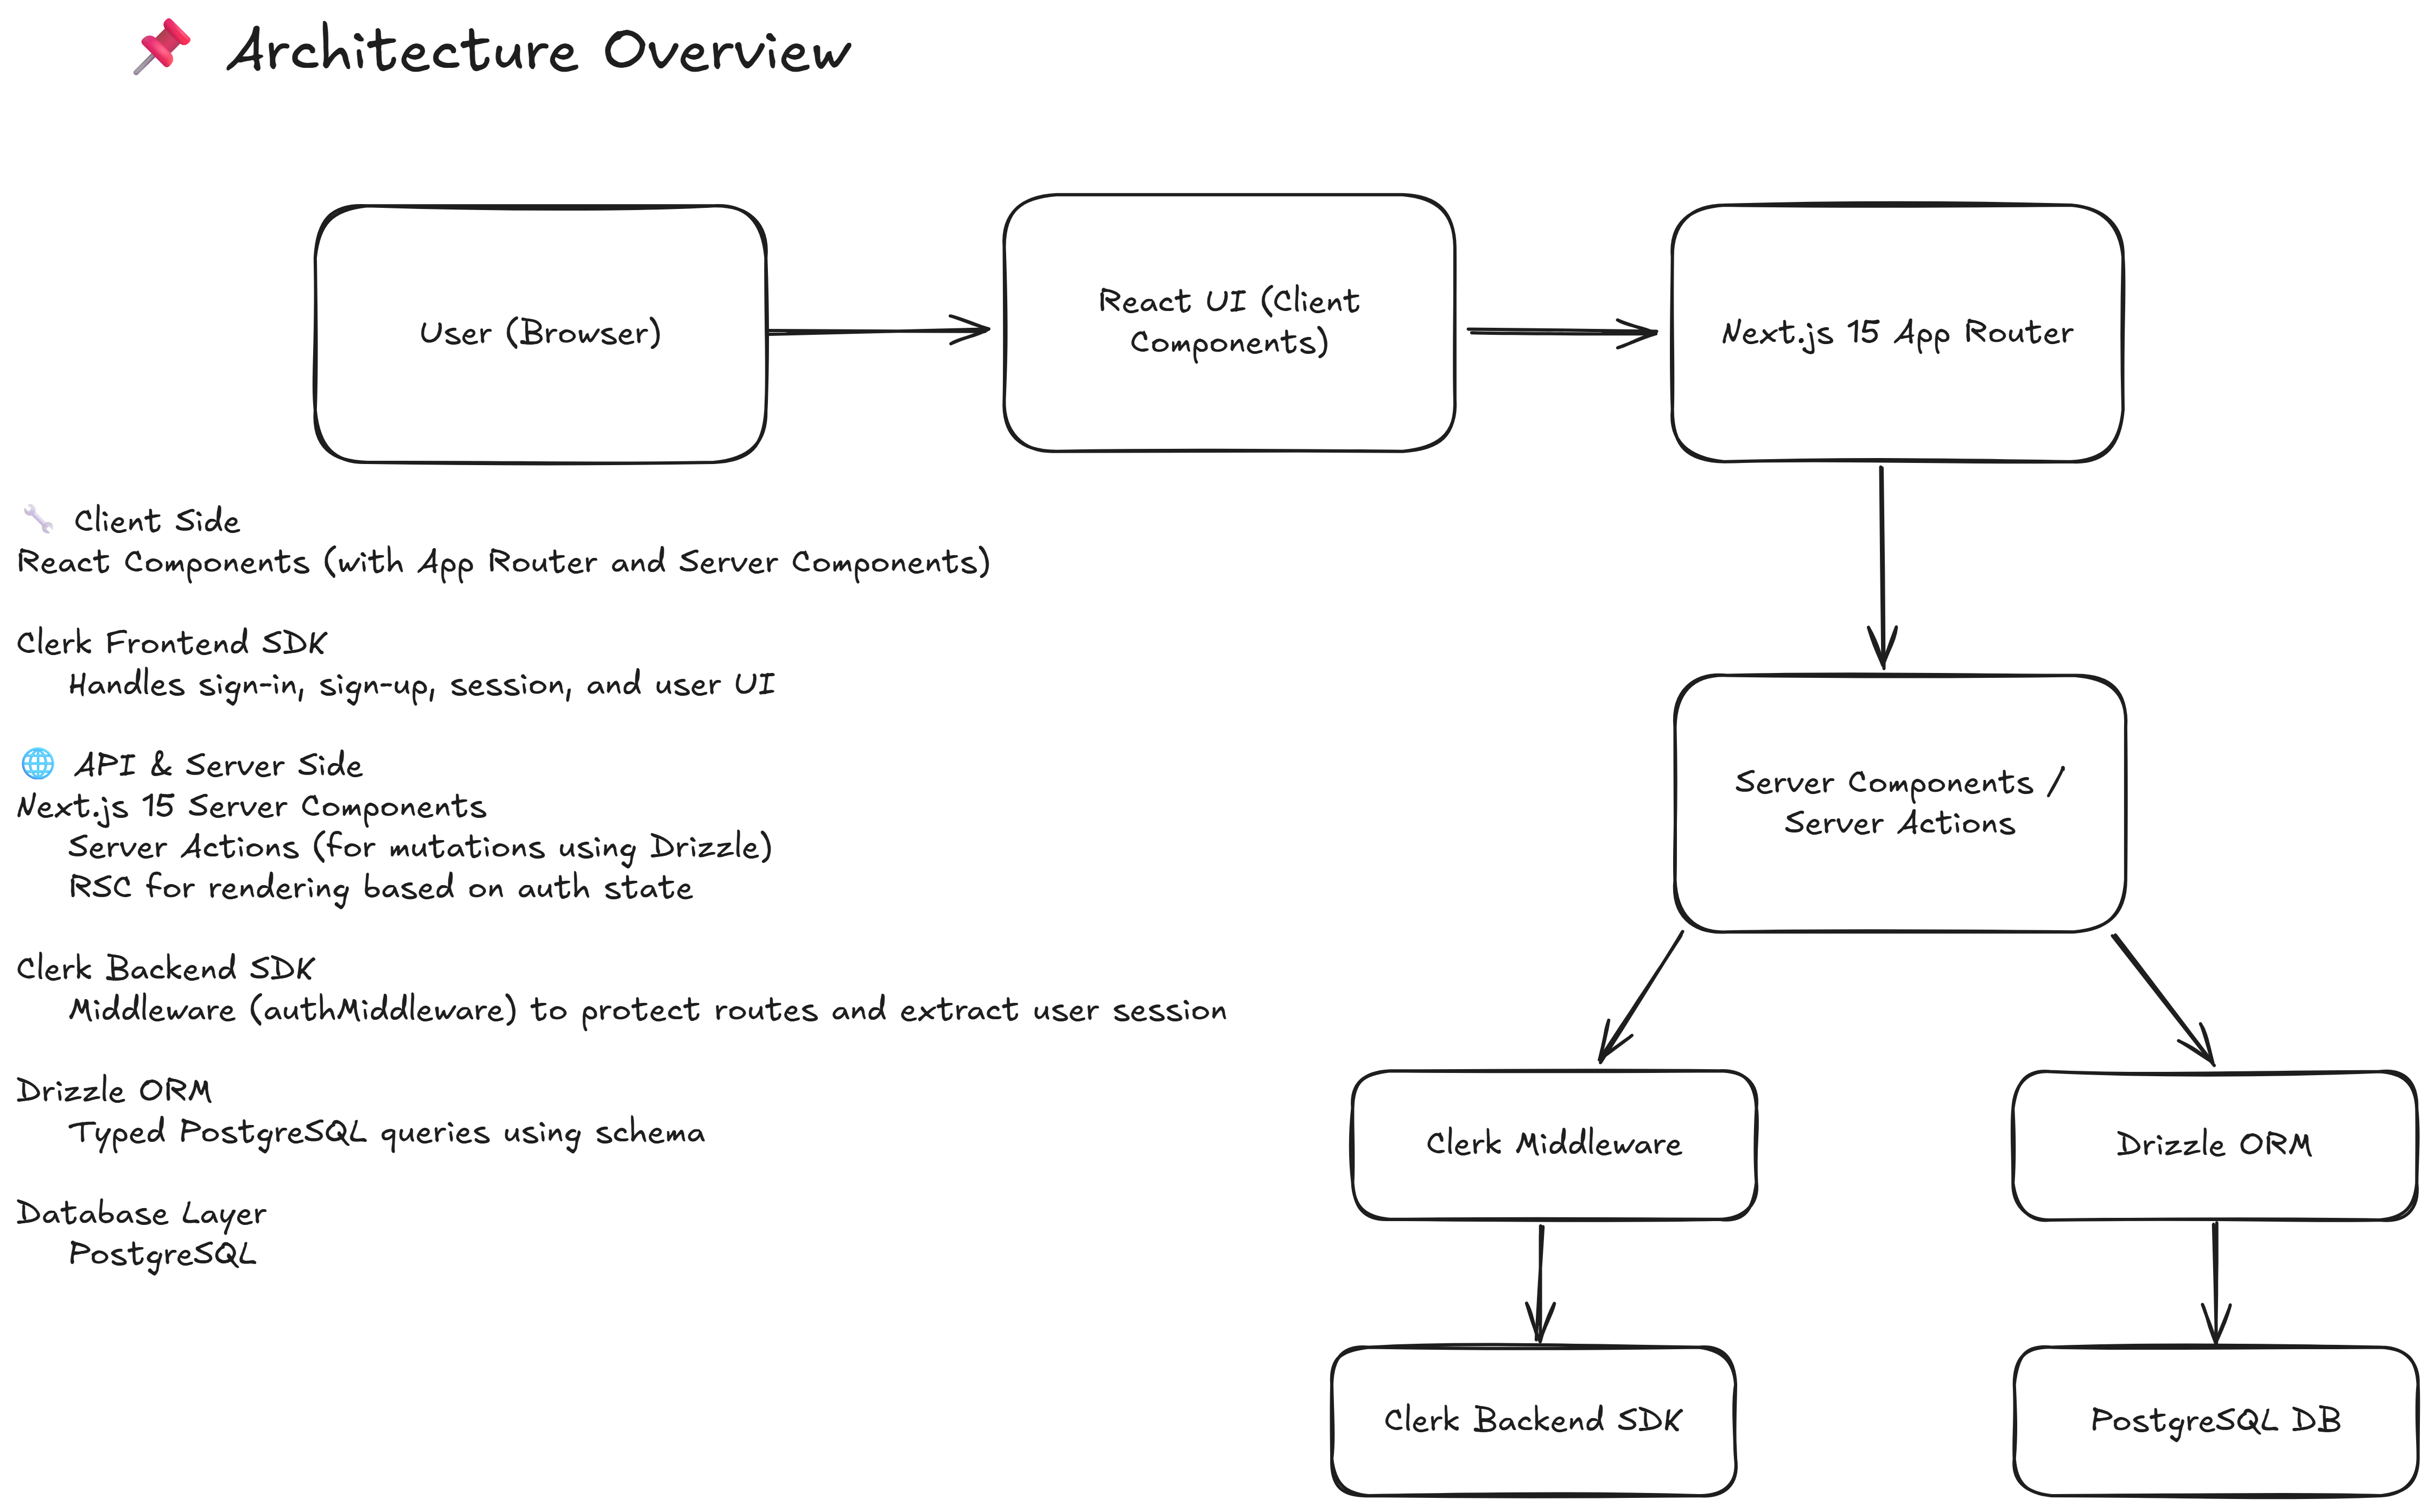 📌 Architecture Overview
User (Browser)
React UI (Client
Components)
Next.js 15 App Router
🔧 Client Side
React Components (with App Router and Server Components)
Clerk Frontend SDK
Handles sign-in, sign-up, session, and user UI
🌐 API & Server Side
Next.js 15 Server Components
Server Actions (for mutations using Drizzle)
RSC for rendering based on auth state
Clerk Backend SDK
Middleware (authMiddleware) to protect routes and extract user session
Drizzle ORM
Typed PostgreSQL queries using schema
Database Layer
PostgreSQL
Server Components /
Server Actions
Clerk Middleware
Drizzle ORM
Clerk Backend SDK
PostgreSQL DB